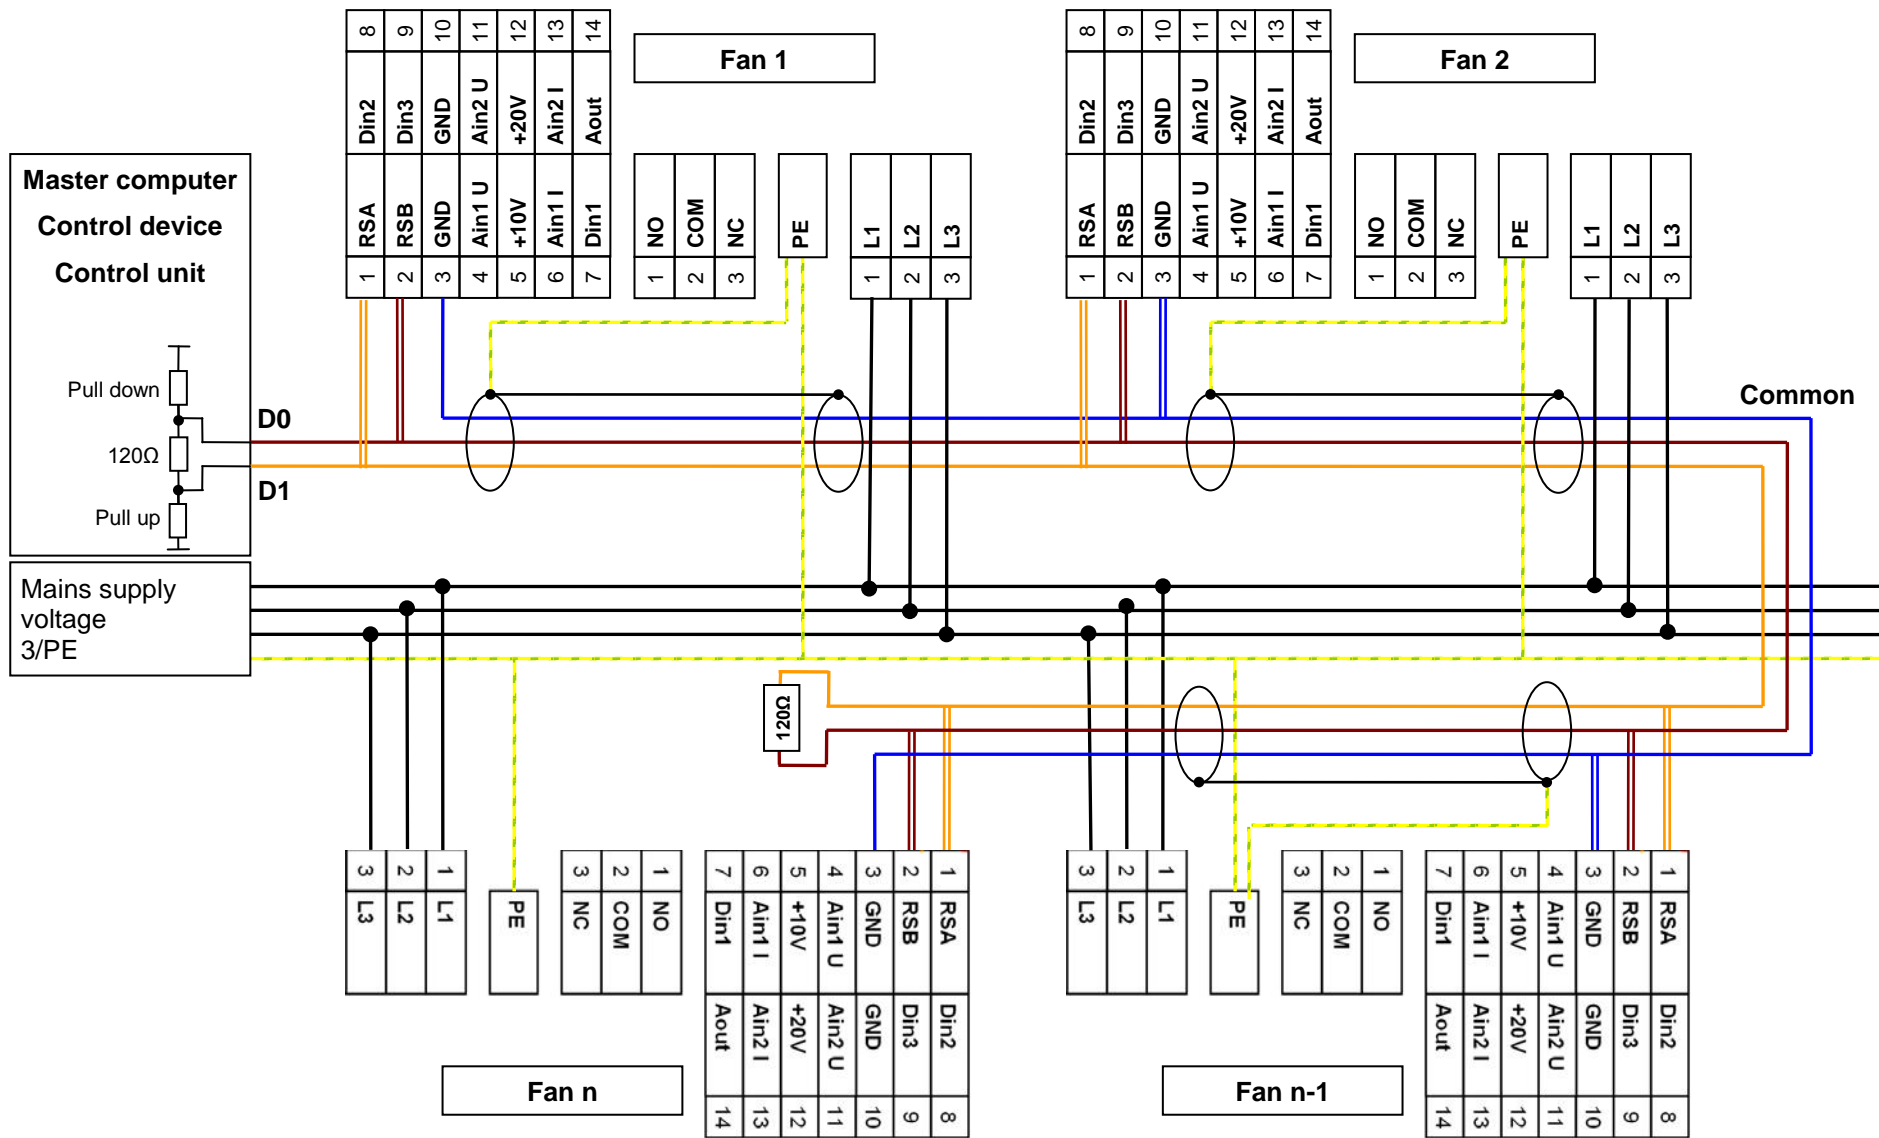 8 9 10 11 12 13 14
Din2 Din3 GND Ain2 U +20V Ain2 I Aout
RSA RSB GND Ain1 U +10V Ain1 I Din1
1 2 3 4 5 6 7
Fan 1
NO COM NC
1 2 3
PE
L1 L2 L3
1 2 3
8 9 10 11 12 13 14
Din2 Din3 GND Ain2 U +20V Ain2 I Aout
RSA RSB GND Ain1 U +10V Ain1 I Din1
1 2 3 4 5 6 7
Fan 2
NO COM NC
1 2 3
PE
L1 L2 L3
1 2 3
Master computer
Control device
Control unit
Pull down
120Ω
Pull up
D0
D1
Common
Mains supply
voltage
3/PE
120Ω
3 2 1
L3 L2 L1
PE
3 2 1
NC COM NO
7 6 5 4 3 2 1
Din1 Ain1 I +10V Ain1 U GND RSB RSA
Aout Ain2 I +20V Ain2 U GND Din3 Din2
14 13 12 11 10 9 8
Fan n
3 2 1
L3 L2 L1
PE
3 2 1
NC COM NO
7 6 5 4 3 2 1
Din1 Ain1 I +10V Ain1 U GND RSB RSA
Aout Ain2 I +20V Ain2 U GND Din3 Din2
14 13 12 11 10 9 8
Fan n-1